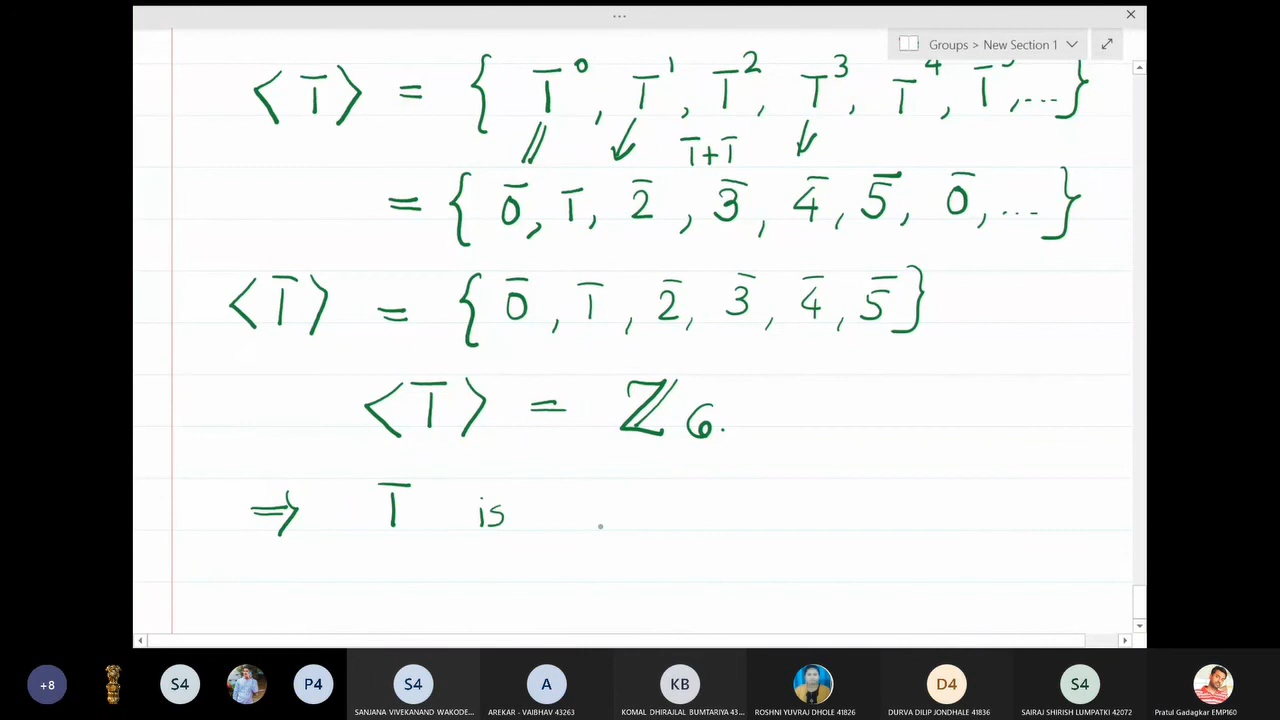 ...
Groups > New Section 1
⟨1̄⟩ = { 1̄⁰, 1̄¹, 1̄², 1̄³, 1̄⁴, 1̄⁵, ... }
1̄+1̄
= { 0̄, 1̄, 2̄, 3̄, 4̄, 5̄, 0̄, ... }
⟨1̄⟩ = { 0̄, 1̄, 2̄, 3̄, 4̄, 5̄ }
⟨1̄⟩ = ℤ₆.
⇒ 1̄ is
+8 S4 P4 S4 A KB D4 S4
SANJANA VIVEKANAND WAKODE... AREKAR - VAIBHAV 43263 KOMAL DHIRAJLAL BUMTARIYA 43... ROSHNI YUVRAJ DHOLE 41826 DURVA DILIP JONDHALE 41836 SAIRAJ SHIRISH LUMPATKI 42072 Pratul Gadagkar EMP160